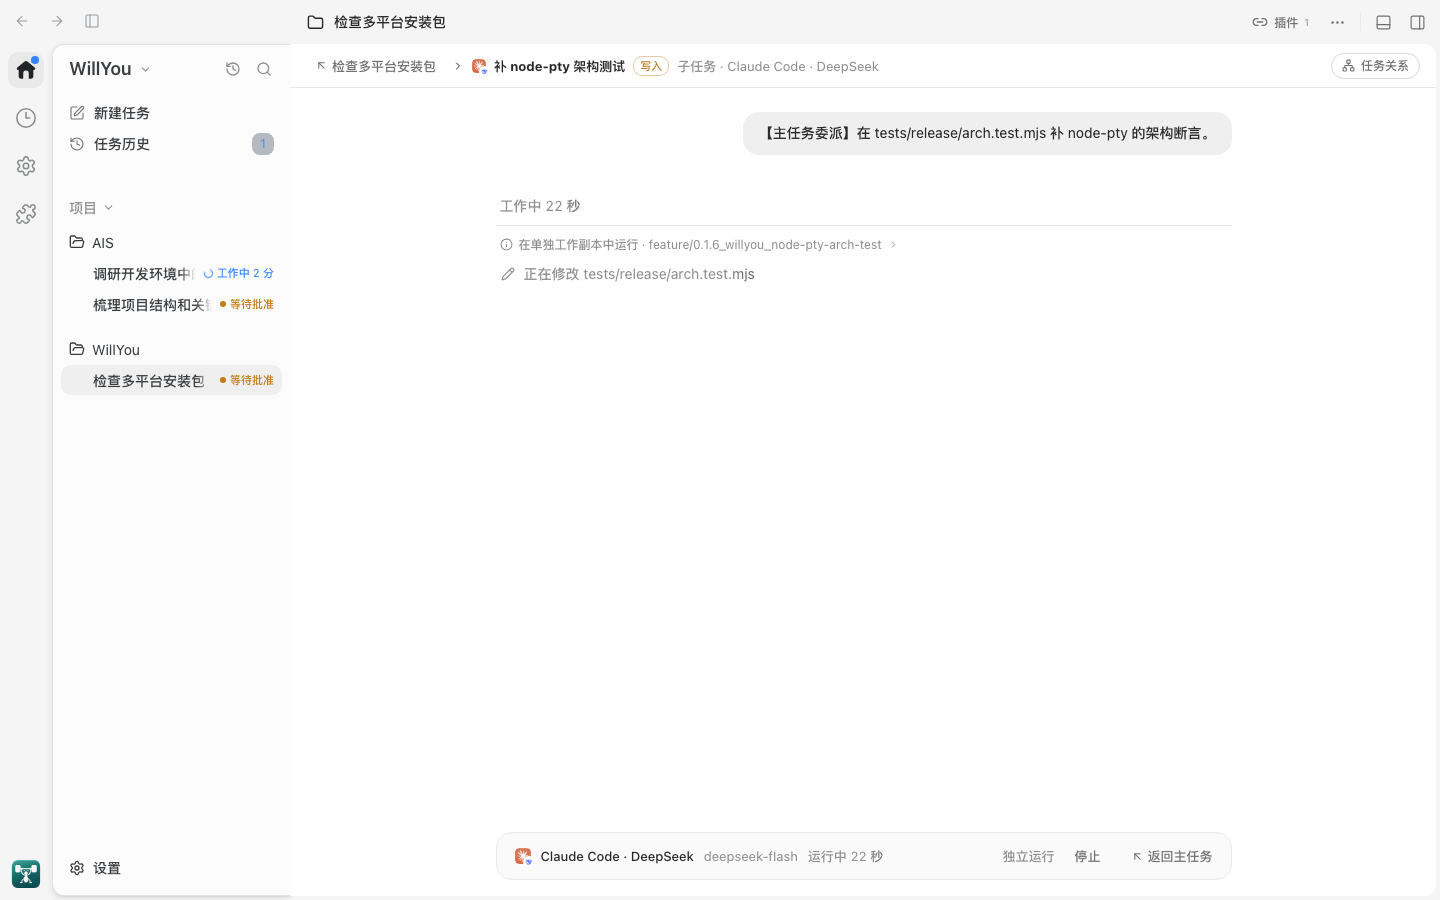 检查多平台安装包
插件 1
WillYou
新建任务
任务历史 1
项目
AIS
调研开发环境中 工作中 2 分
梳理项目结构和关 等待批准
WillYou
检查多平台安装包 等待批准
设置
检查多平台安装包 › 补 node-pty 架构测试 写入 子任务 · Claude Code · DeepSeek
任务关系
【主任务委派】在 tests/release/arch.test.mjs 补 node-pty 的架构断言。
工作中 22 秒
在单独工作副本中运行 · feature/0.1.6_willyou_node-pty-arch-test
正在修改 tests/release/arch.test.mjs
Claude Code · DeepSeek deepseek-flash 运行中 22 秒 独立运行 停止 返回主任务